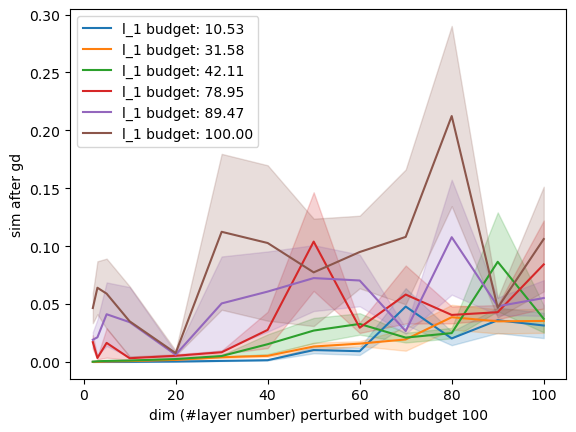 0.30
0.25
0.20
0.15
0.10
0.05
0.00
sim after gd
l_1 budget: 10.53
l_1 budget: 31.58
l_1 budget: 42.11
l_1 budget: 78.95
l_1 budget: 89.47
l_1 budget: 100.00
0 20 40 60 80 100
dim (#layer number) perturbed with budget 100